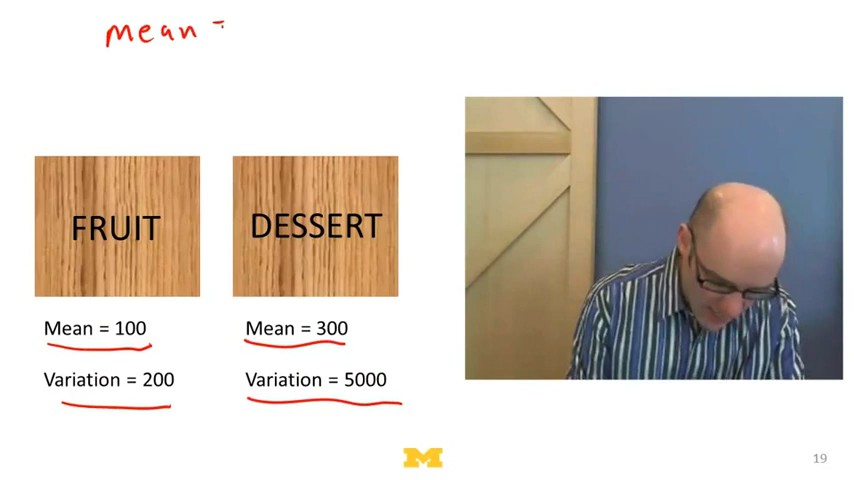 mean =
FRUIT
DESSERT
Mean = 100
Mean = 300
Variation = 200
Variation = 5000
M
19